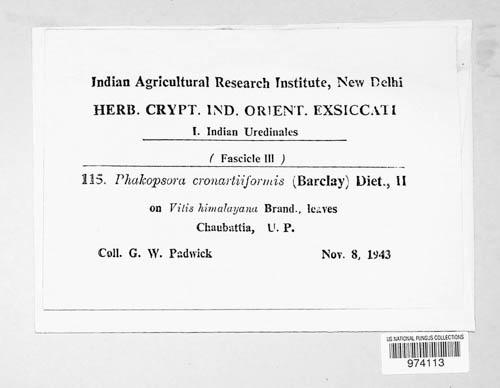 Indian Agricultural Research Institute, New Delhi
HERB. CRYPT. IND. ORIENT. EXSICCATI
I. Indian Uredinales
( Fascicle III )
115. Phakopsora cronartiiformis (Barclay) Diet., II
on Vitis himalayana Brand., leaves
Chaubattia, U. P.
Coll. G. W. Padwick Nov. 8, 1943
US NATIONAL FUNGUS COLLECTIONS
974113